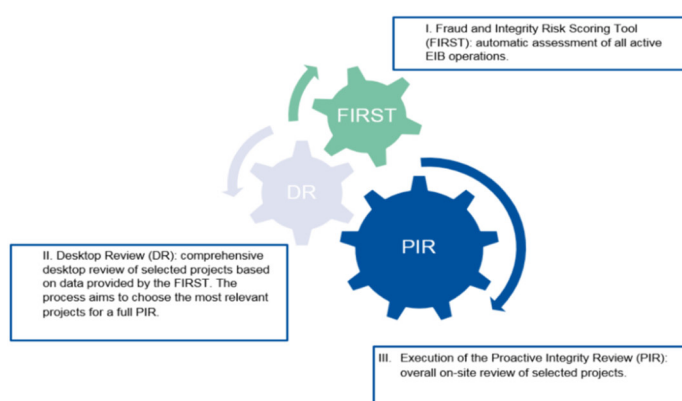 I. Fraud and Integrity Risk Scoring Tool
(FIRST): automatic assessment of all active
EIB operations.
FIRST
DR
PIR
II. Desktop Review (DR): comprehensive
desktop review of selected projects based
on data provided by the FIRST. The
process aims to choose the most relevant
projects for a full PIR.
III. Execution of the Proactive Integrity Review (PIR):
overall on-site review of selected projects.